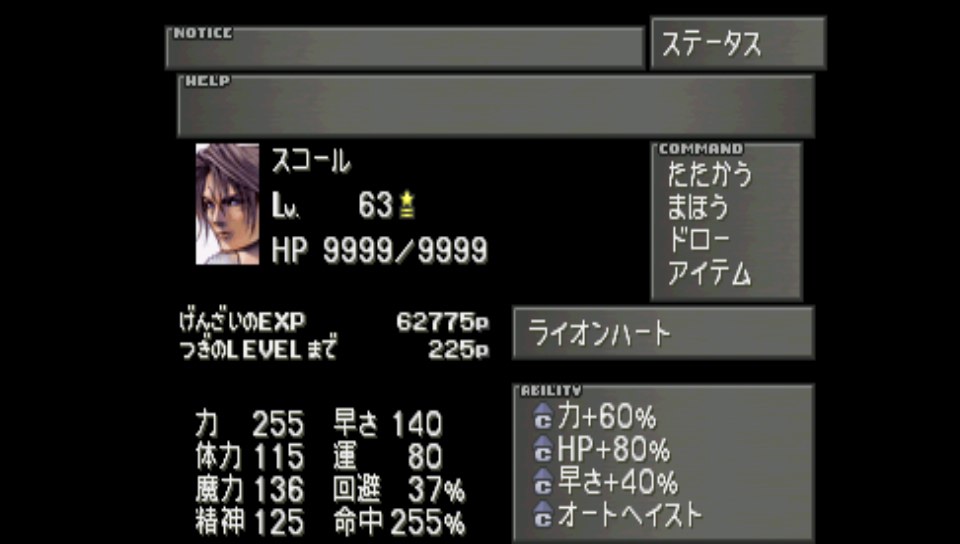 NOTICE
ステータス
HELP
スコール
Lv. 63
HP 9999/9999
COMMAND
たたかう
まほう
ドロー
アイテム
げんざいのEXP 62775p
つぎのLEVELまで 225p
ライオンハート
力 255 早さ 140
体力 115 運 80
魔力 136 回避 37%
精神 125 命中 255%
ABILITY
c 力+60%
c HP+80%
c 早さ+40%
c オートヘイスト